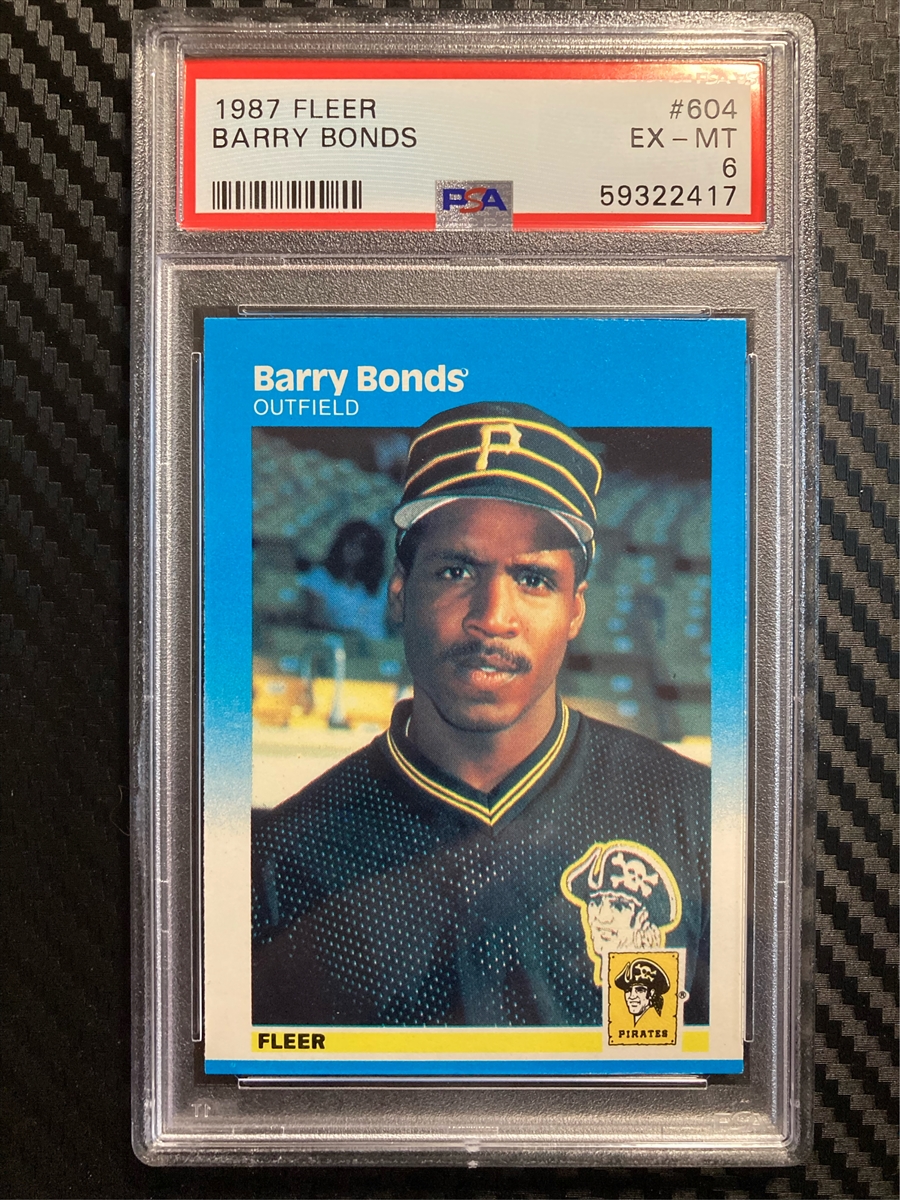 1987 FLEER #604
BARRY BONDS EX - MT
6
PSA 59322417
Barry Bonds
OUTFIELD
P
FLEER
PIRATES ®